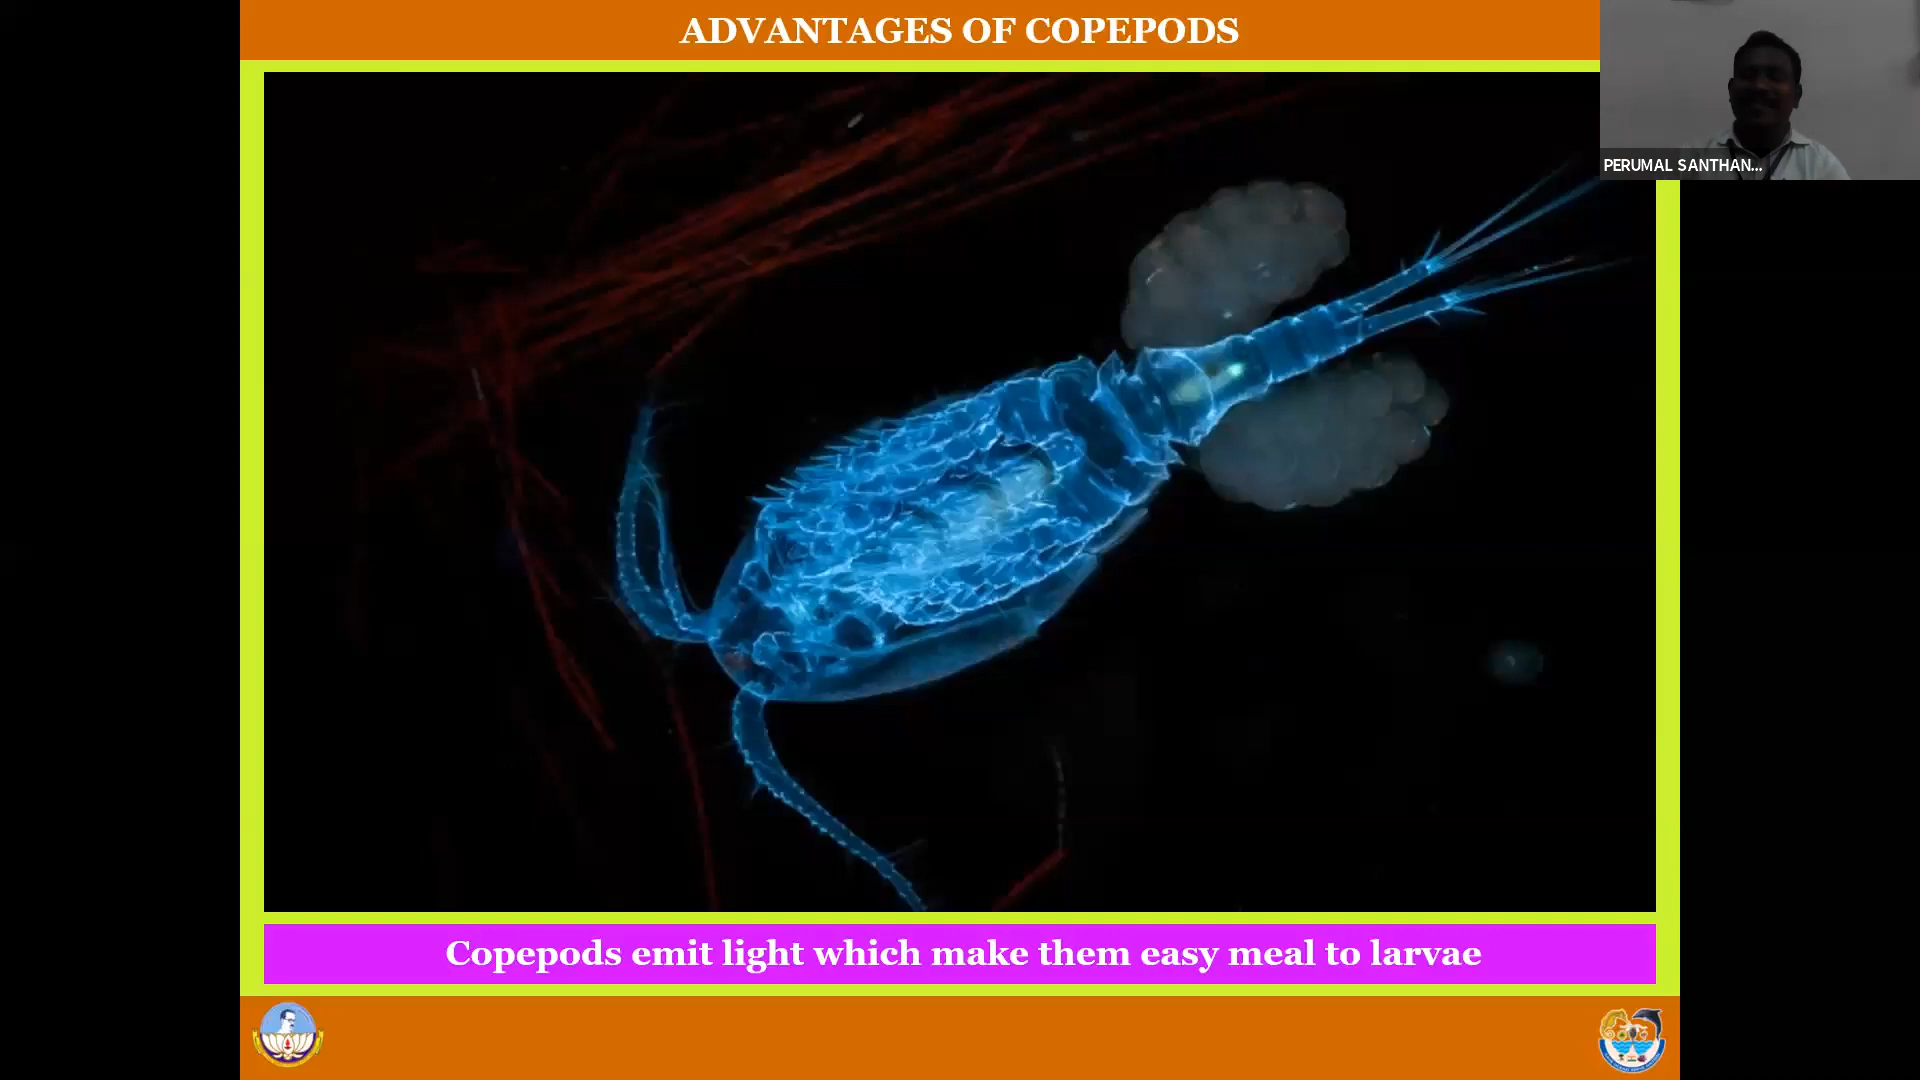 ADVANTAGES OF COPEPODS
PERUMAL SANTHAN...
Copepods emit light which make them easy meal to larvae